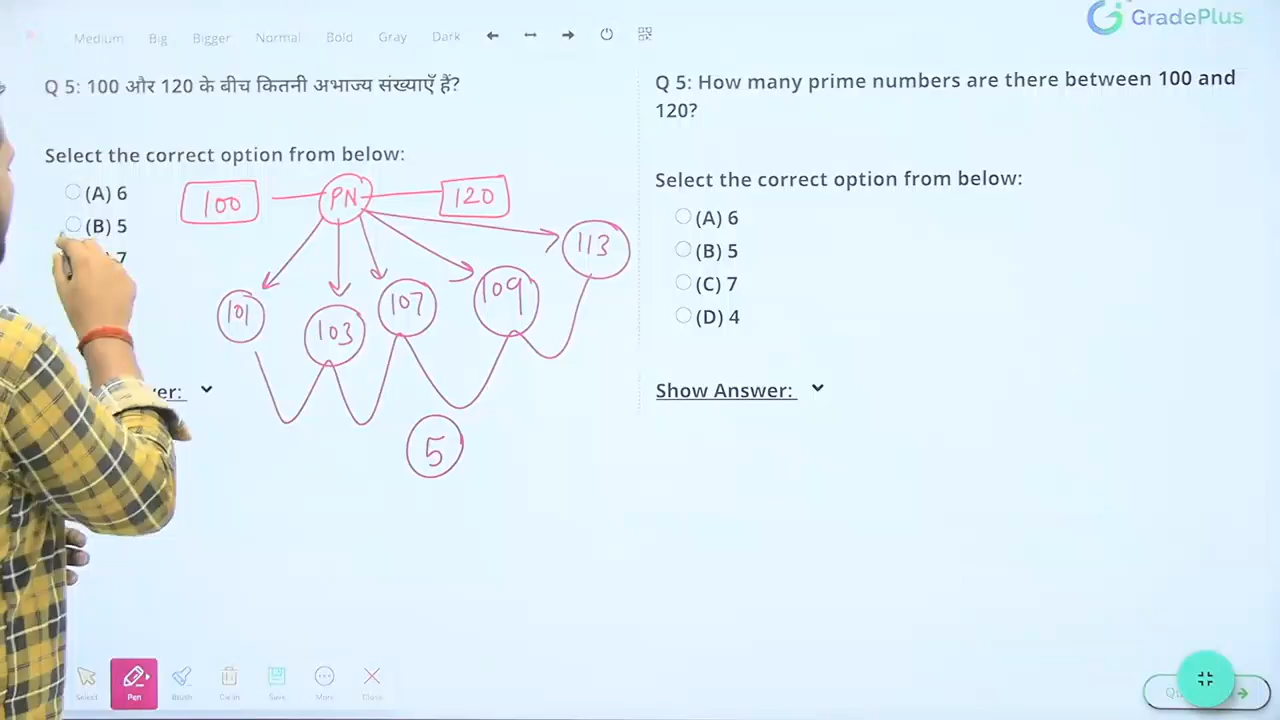 Medium Big Bigger Normal Bold Gray Dark
GradePlus
Q 5: 100 और 120 के बीच कितनी अभाज्य संख्याएँ हैं?
Select the correct option from below:
(A) 6
(B) 5
7
er:
100 PN 120
113
101 103 107 109
5
Q 5: How many prime numbers are there between 100 and
120?
Select the correct option from below:
(A) 6
(B) 5
(C) 7
(D) 4
Show Answer:
Select Pen Brush Clean Save More Close